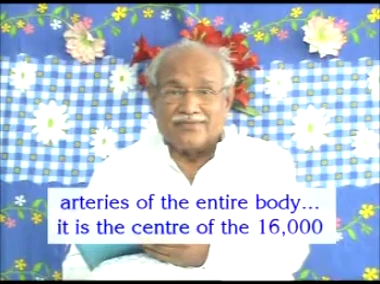 arteries of the entire body...
it is the centre of the 16,000